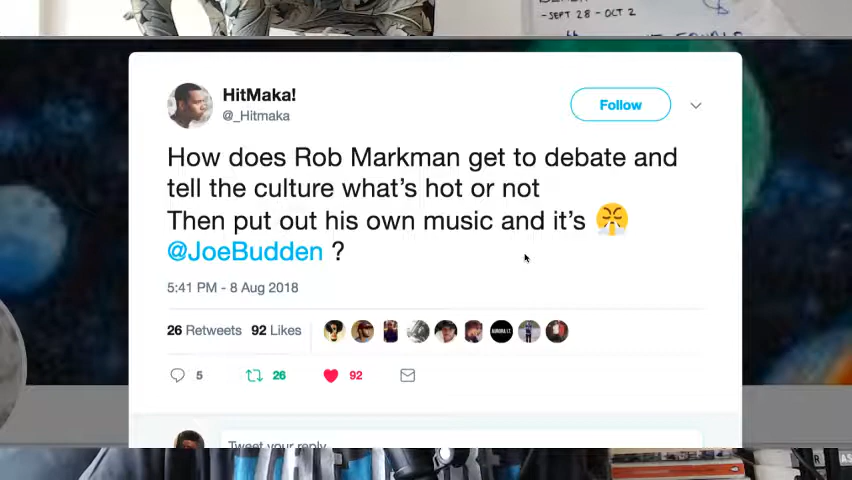 - SEPT 28 - OCT 2
HitMaka!
@_Hitmaka
Follow
How does Rob Markman get to debate and
tell the culture what's hot or not
Then put out his own music and it's 😤
@JoeBudden ?
5:41 PM - 8 Aug 2018
26 Retweets 92 Likes
5 26 92
Tweet your reply